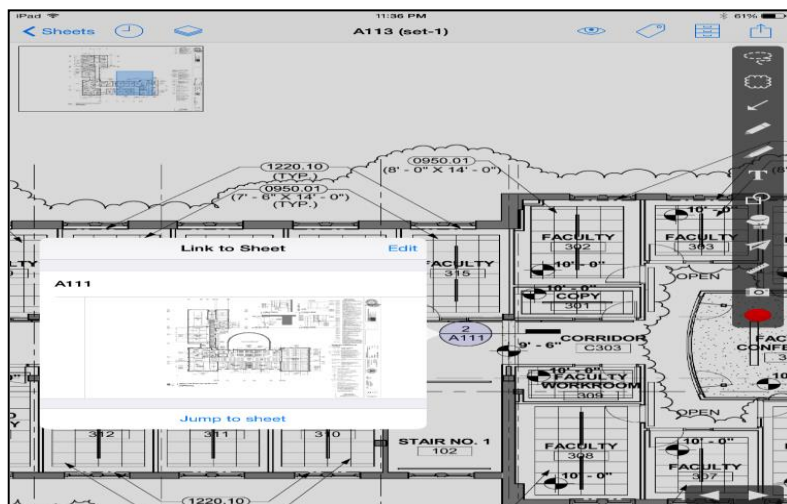 iPad 11:36 PM 61%
Sheets A113 (set-1)
1220.10
(TYP.)
0950.01
(8' - 0" X 14' - 0")
0950.01
(7' - 6" X 14' - 0")
(TYP.)
10' - 0"
FACULTY
302
10' - 0"
FACULTY
303
FACULTY
315
OPEN
10' - 0"
COPY
301
Link to Sheet Edit
A111
Jump to sheet
2
A111
9' - 6"
CORRIDOR
C303
10' - 0"
FACULTY
WORKROOM
309
OPEN
312
311
310
STAIR NO. 1
102
FACULTY
308
10' - 0"
10' - 0"
FACULTY
307
1220.10
T